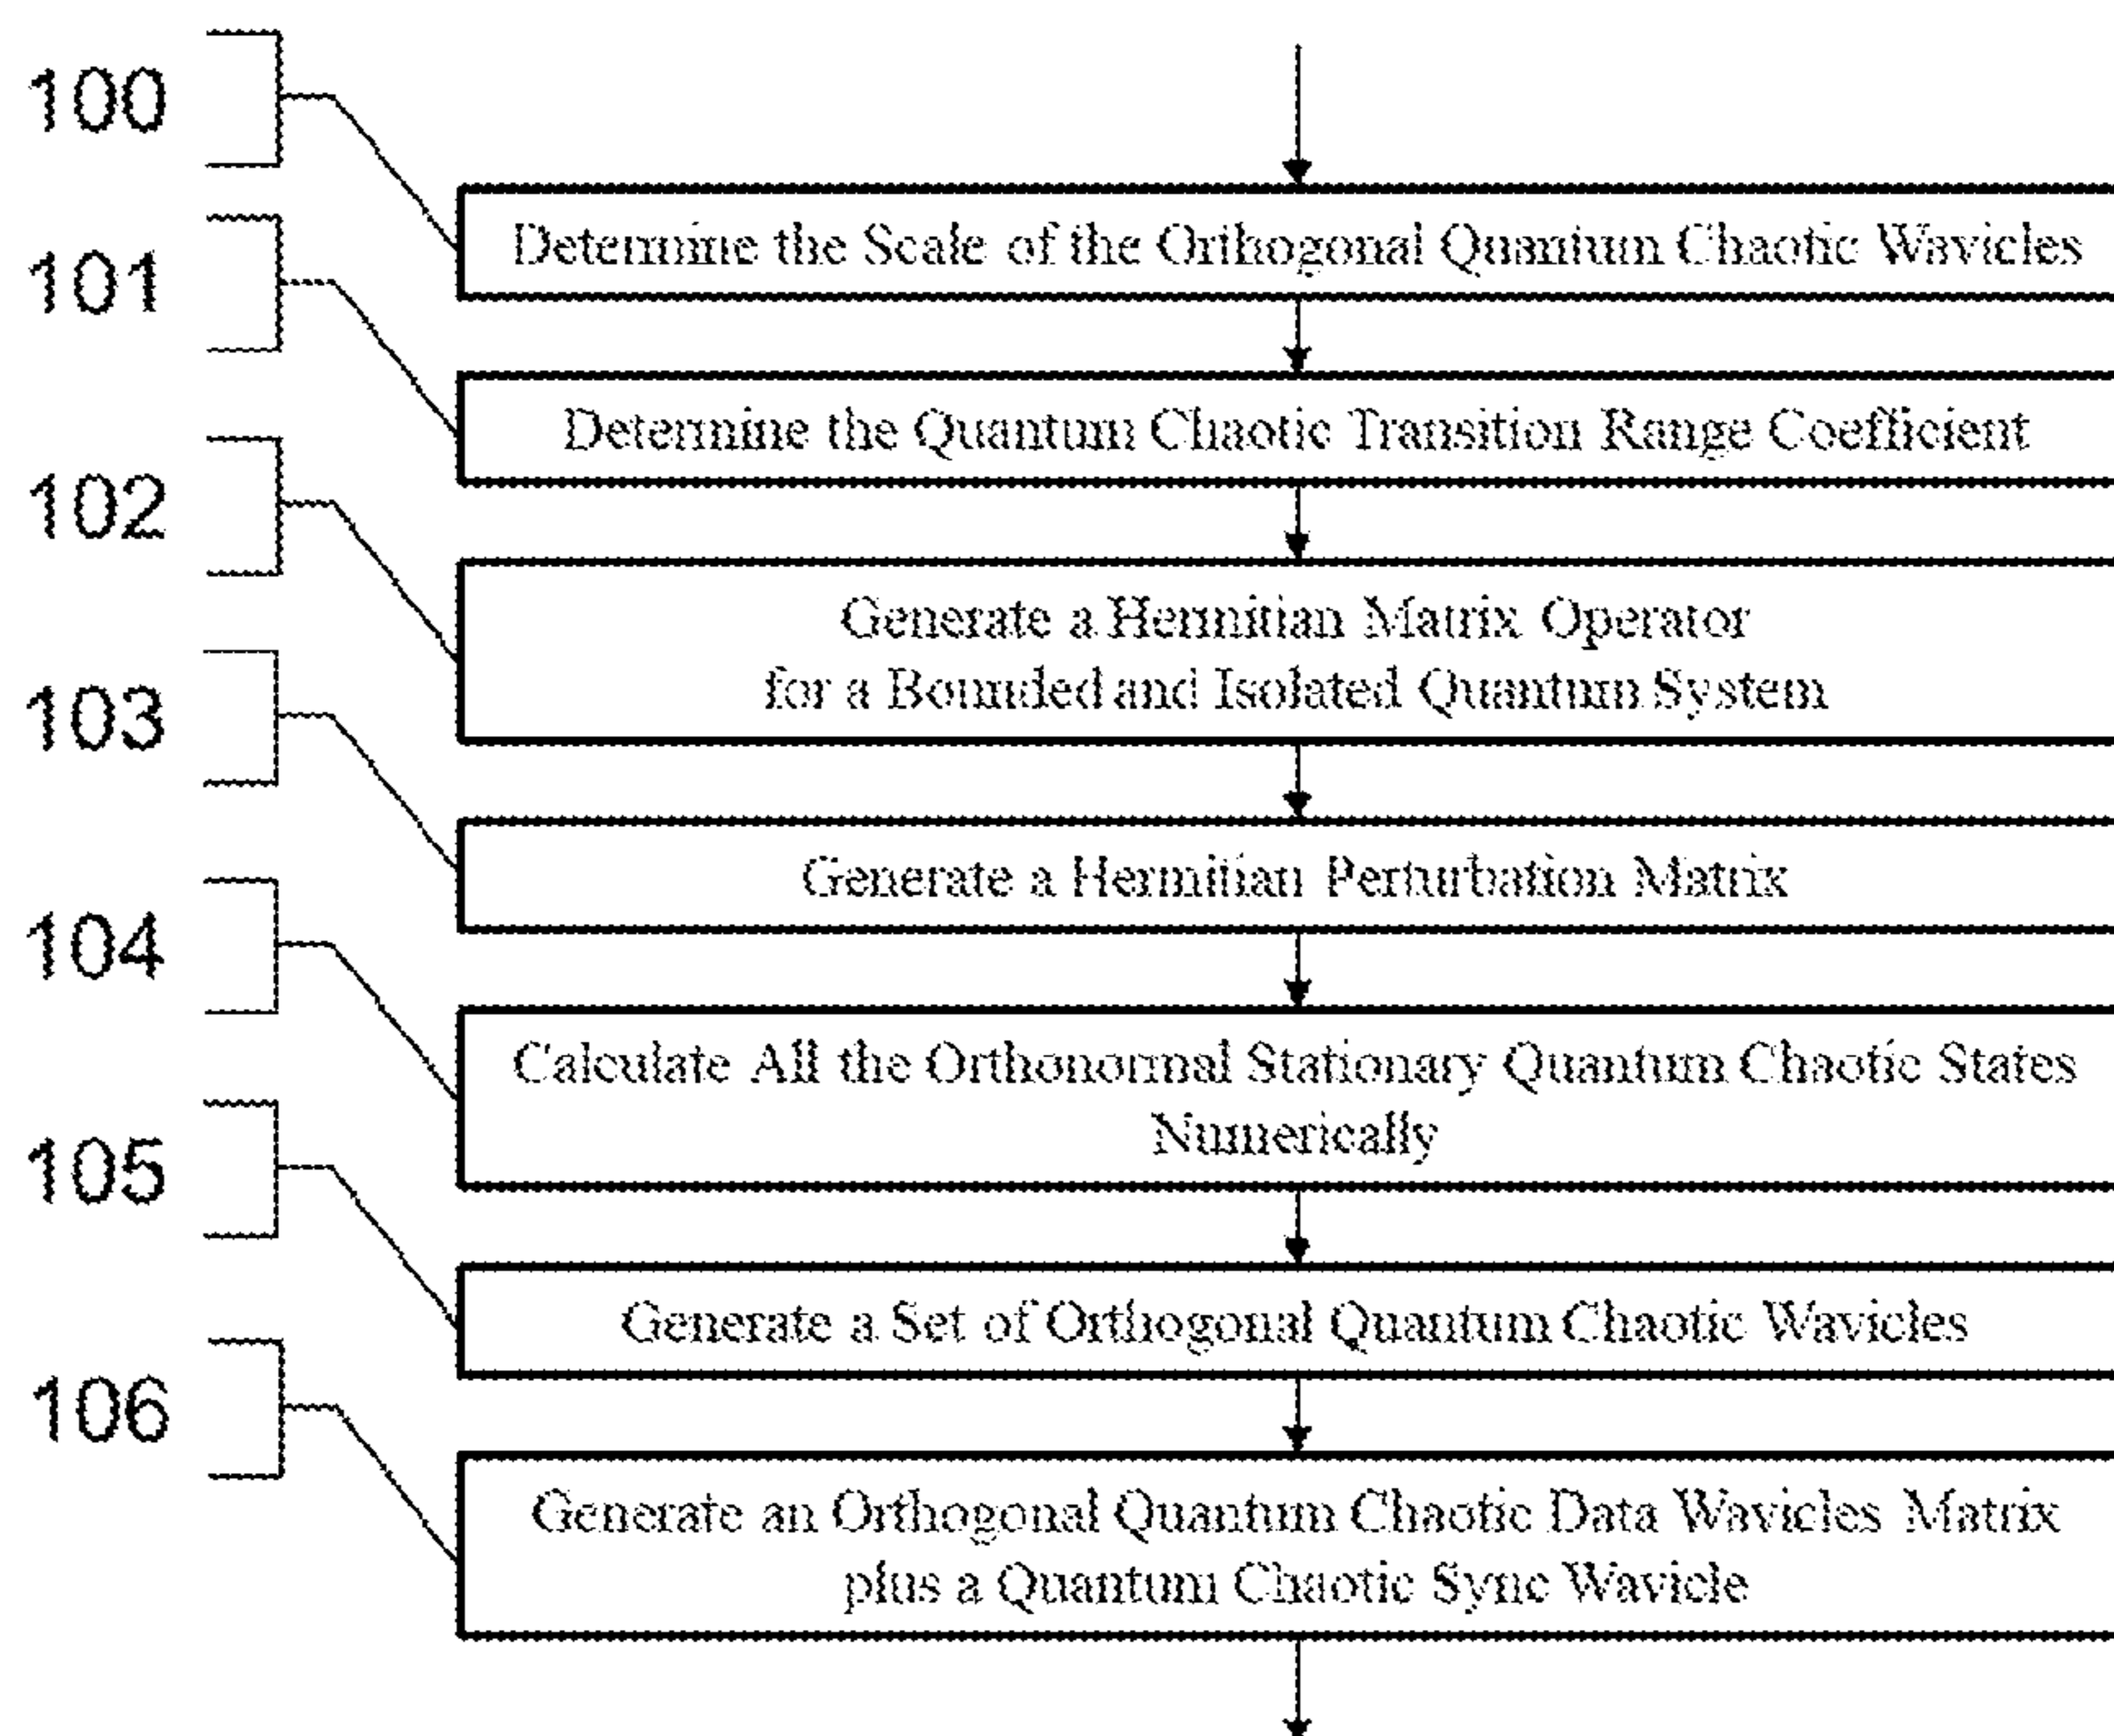 100
Determine the Scale of the Orthogonal Quantum Chaotic Wavicles
101
Determine the Quantum Chaotic Transition Range Coefficient
102
Generate a Hermitian Matrix Operator
for a Bounded and Isolated Quantum System
103
Generate a Hermitian Perturbation Matrix
104
Calculate All the Orthonormal Stationary Quantum Chaotic States
Numerically
105
Generate a Set of Orthogonal Quantum Chaotic Wavicles
106
Generate an Orthogonal Quantum Chaotic Data Wavicles Matrix
plus a Quantum Chaotic Sync Wavicle